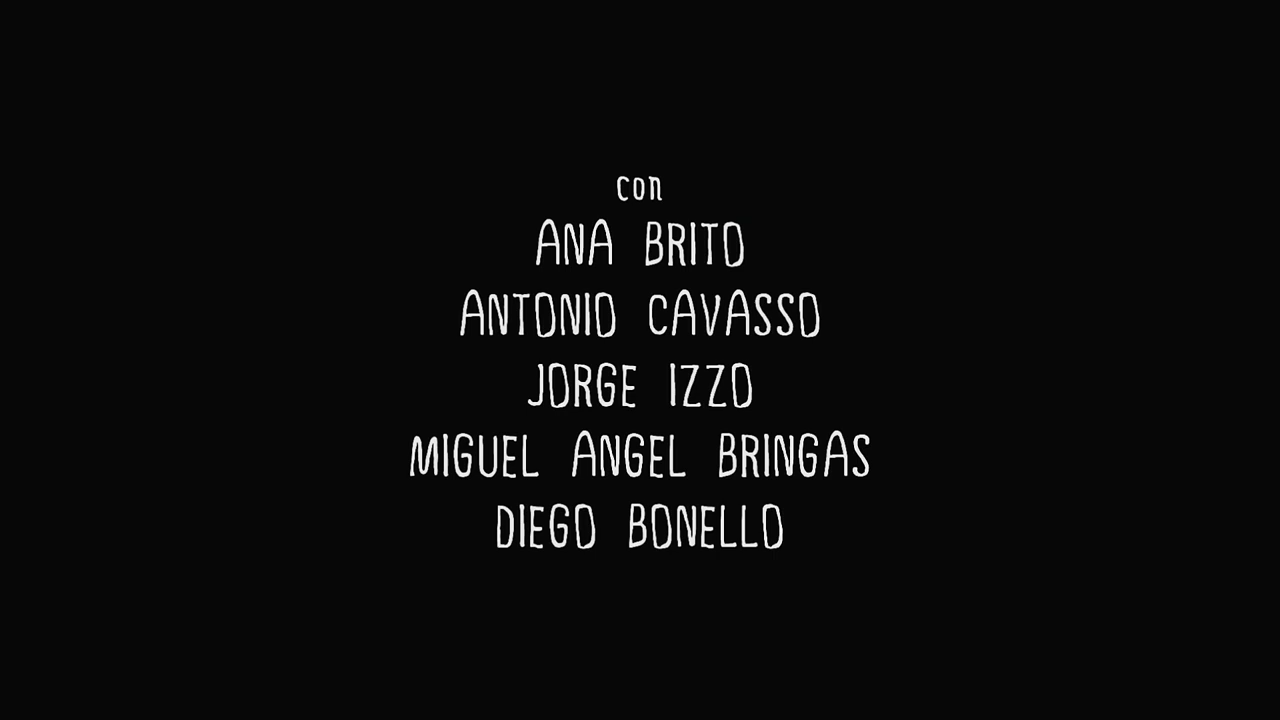 con
ANA BRITO
ANTONIO CAVASSO
JORGE IZZO
MIGUEL ANGEL BRINGAS
DIEGO BONELLO